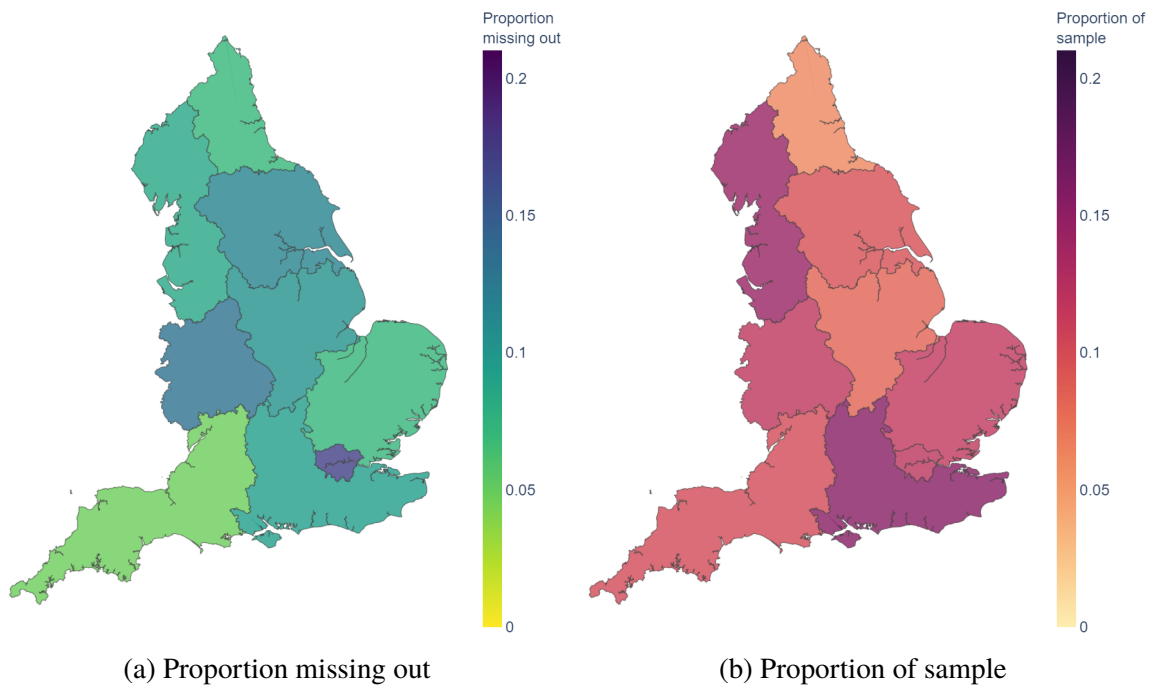 Proportion
missing out
0.2
0.15
0.1
0.05
0
(a) Proportion missing out
Proportion of
sample
0.2
0.15
0.1
0.05
0
(b) Proportion of sample